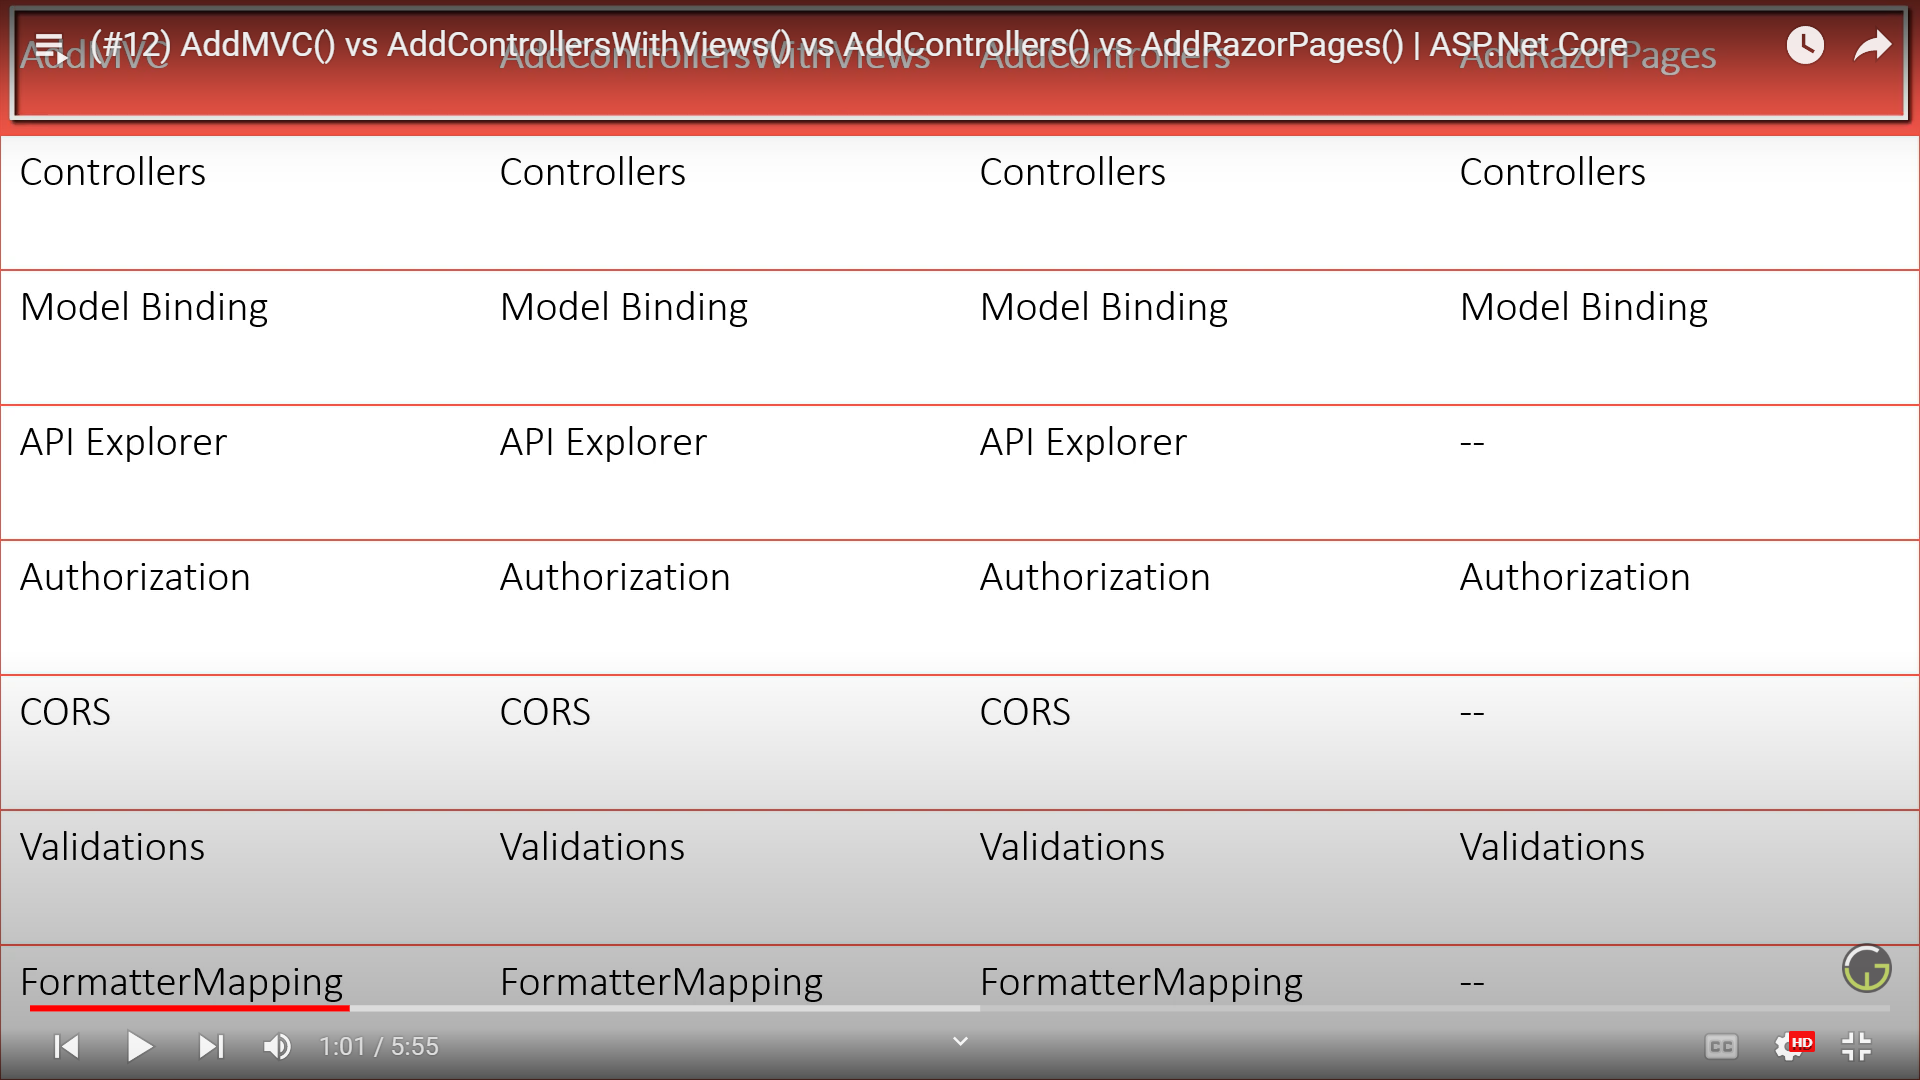 (#12) AddMVC() vs AddControllersWithViews() vs AddControllers() vs AddRazorPages() | ASP.Net Core
AddMVC AddControllersWithViews AddControllers AddRazorPages
Controllers Controllers Controllers Controllers
Model Binding Model Binding Model Binding Model Binding
API Explorer API Explorer API Explorer --
Authorization Authorization Authorization Authorization
CORS CORS CORS --
Validations Validations Validations Validations
FormatterMapping FormatterMapping FormatterMapping --
1:01 / 5:55
CC
HD